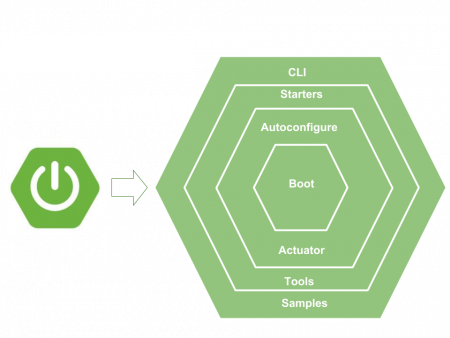 CLI
Starters
Autoconfigure
Boot
Actuator
Tools
Samples